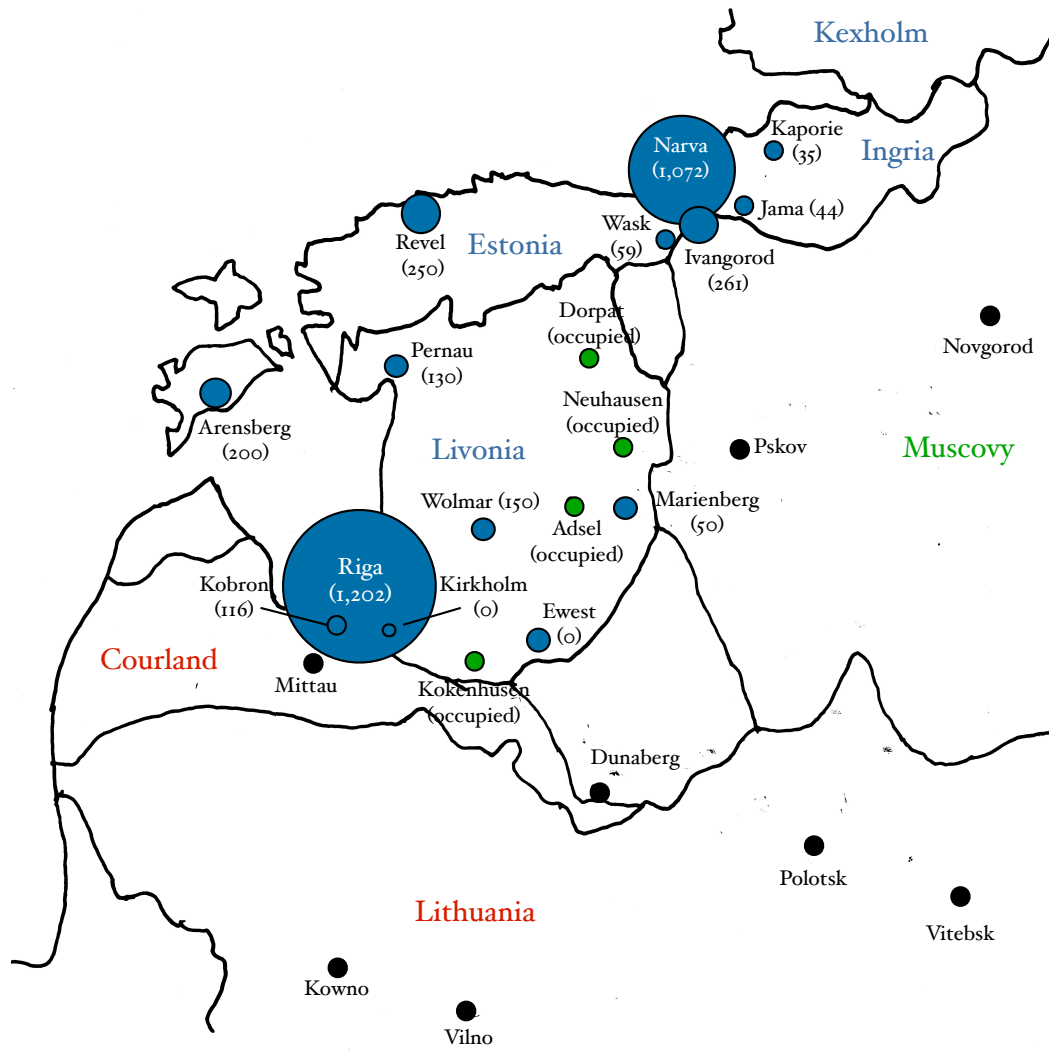 Kexholm
Kaporie
(35)
Ingria
Narva
(1,072)
Jama (44)
Wask
(59)
Ivangorod
(261)
Revel
(250)
Estonia
Dorpat
(occupied)
Novgorod
Pernau
(130)
Neuhausen
(occupied)
Arensberg
(200)
Livonia
Pskov
Muscovy
Wolmar (150)
Adsel
(occupied)
Marienberg
(50)
Riga
(1,202)
Kobron
(116)
Kirkholm
(0)
Ewest
(0)
Courland
Mittau
Kokenhusen
(occupied)
Dunaberg
Polotsk
Lithuania
Vitebsk
Kowno
Vilno